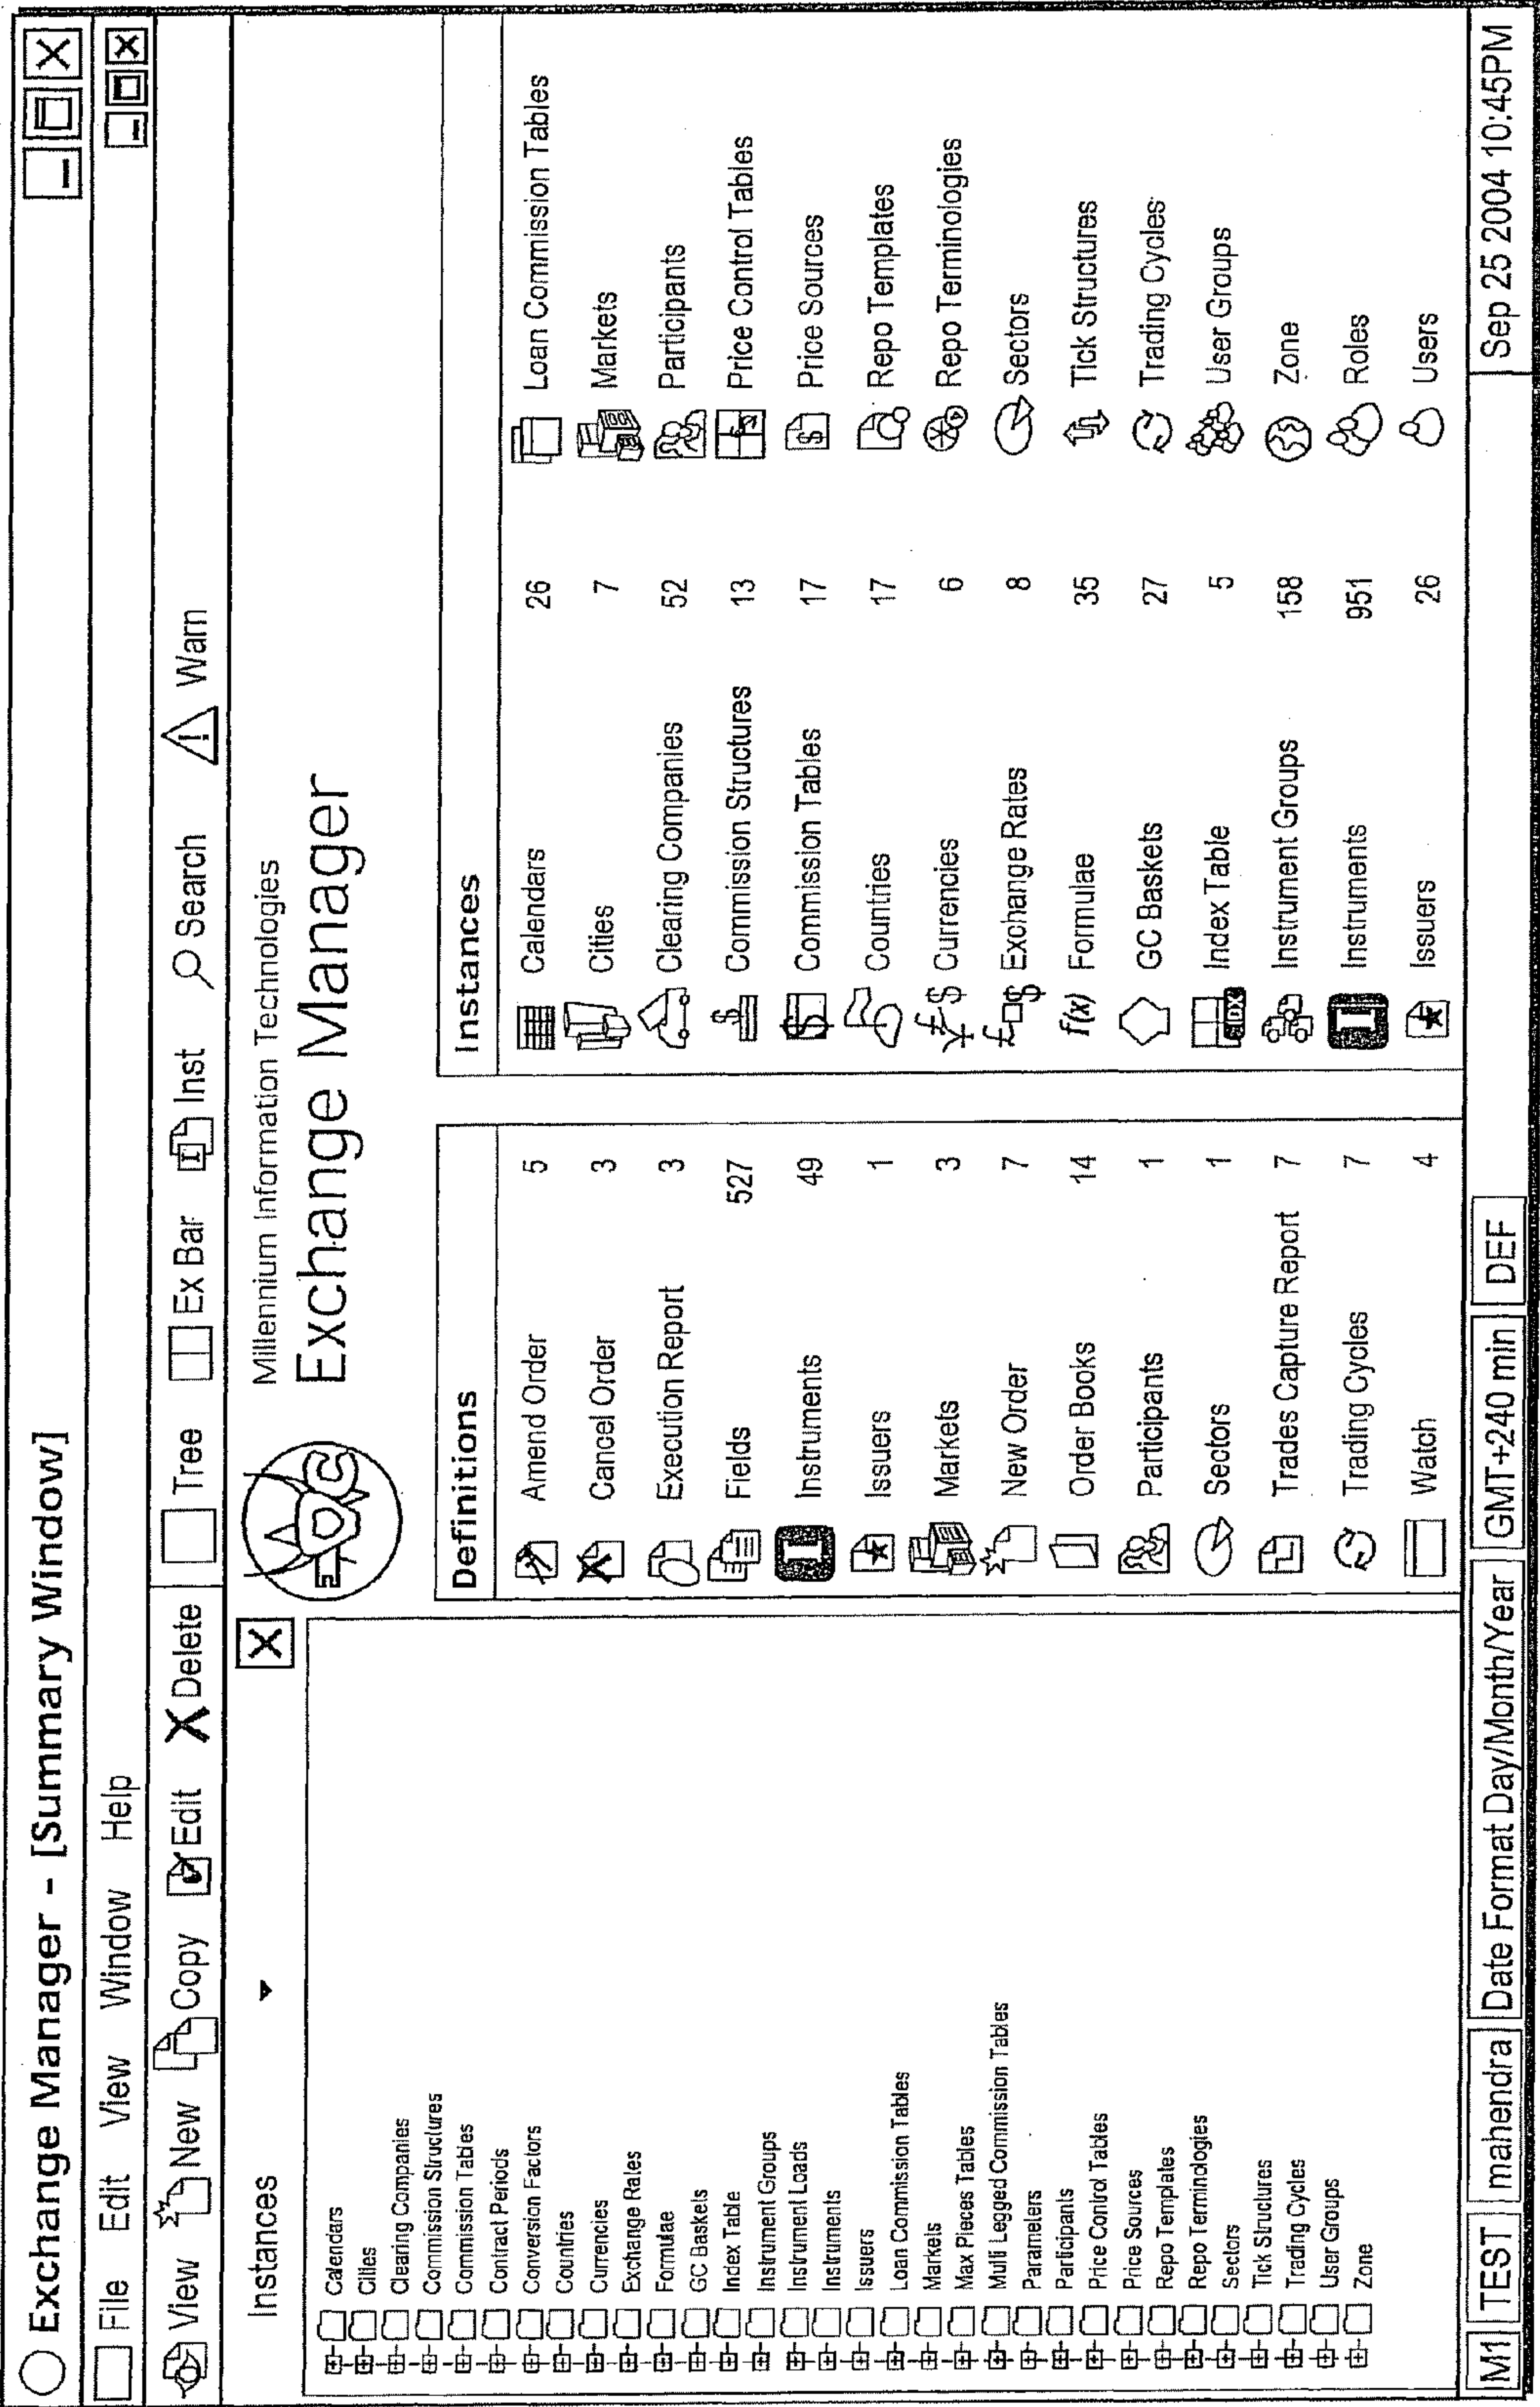 Exchange Manager - [Summary Window]
File Edit View Window Help
View New Copy Edit Delete Tree Ex Bar Inst Search Warn
Instances
Calendars
Cities
Clearing Companies
Commission Structures
Commission Tables
Contract Periods
Conversion Factors
Countries
Currencies
Exchange Rates
Formulae
GC Baskets
Index Table
Instrument Groups
Instrument Loads
Instruments
Issuers
Loan Commission Tables
Markets
Max Pieces Tables
Multi Legged Commission Tables
Parameters
Participants
Price Control Tables
Price Sources
Repo Templates
Repo Terminologies
Sectors
Tick Structures
Trading Cycles
User Groups
Zone
Millennium Information Technologies
Exchange Manager
Definitions
Amend Order 5
Cancel Order 3
Execution Report 3
Fields 527
Instruments 49
Issuers 1
Markets 3
New Order 7
Order Books 14
Participants 1
Sectors 1
Trades Capture Report 7
Trading Cycles 7
Watch 4
Instances
Calendars 26 Loan Commission Tables
Cities 7 Markets
Clearing Companies 52 Participants
Commission Structures 13 Price Control Tables
Commission Tables 17 Price Sources
Countries 17 Repo Templates
Currencies 6 Repo Terminologies
Exchange Rates 8 Sectors
f(x) Formulae 35 Tick Structures
GC Baskets 27 Trading Cycles
Index Table 5 User Groups
Instrument Groups 158 Zone
Instruments 951 Roles
Issuers 26 Users
M1 TEST mahendra Date Format Day/Month/Year GMT+240 min DEF Sep 25 2004 10:45PM